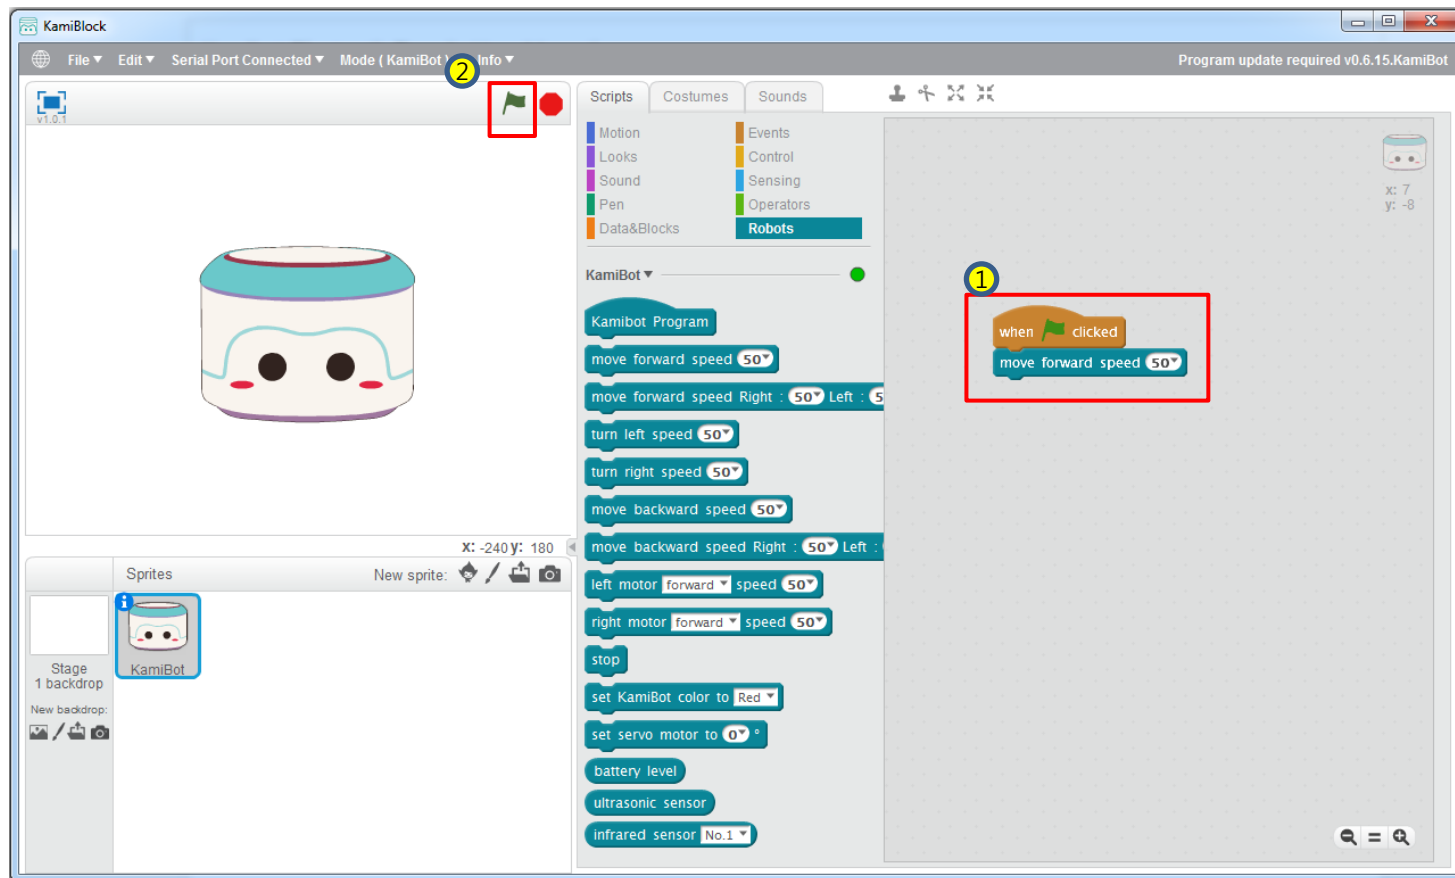 KamiBlock
File Edit Serial Port Connected Mode ( KamiBot ) Info Program update required v0.6.15.KamiBot
2
v1.0.1
Scripts Costumes Sounds
Motion Events
Looks Control
Sound Sensing
Pen Operators
Data&Blocks Robots
x: 7
y: -8
KamiBot
1
Kamibot Program
when clicked
move forward speed 50
move forward speed 50
move forward speed Right : 50 Left : 5
turn left speed 50
turn right speed 50
move backward speed 50
X: -240 y: 180
move backward speed Right : 50 Left :
Sprites New sprite:
left motor forward speed 50
right motor forward speed 50
stop
Stage
1 backdrop
KamiBot
set KamiBot color to Red
New backdrop:
set servo motor to 0 °
battery level
ultrasonic sensor
infrared sensor No.1